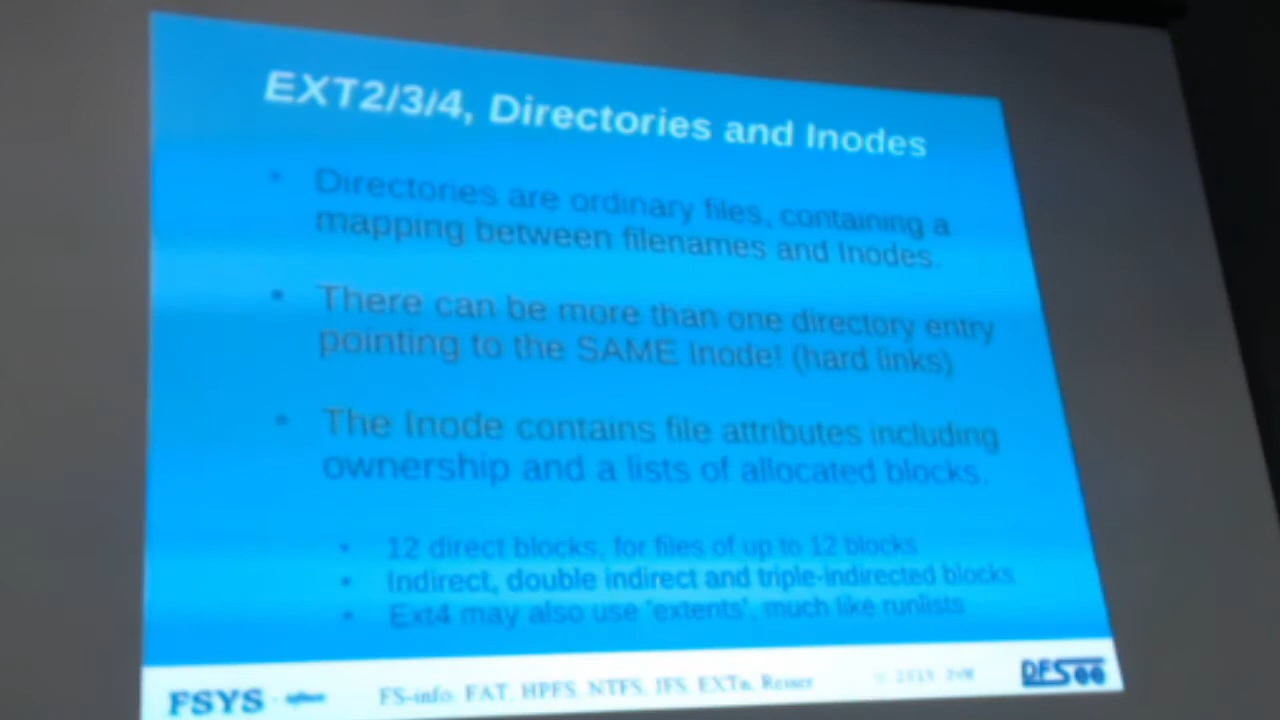 EXT2/3/4, Directories and Inodes
• Directories are ordinary files, containing a
mapping between filenames and Inodes.
• There can be more than one directory entry
pointing to the SAME Inode! (hard links)
• The Inode contains file attributes including
ownership and a lists of allocated blocks.
• 12 direct blocks, for files of up to 12 blocks
• Indirect, double indirect and triple-indirected blocks
• Ext4 may also use 'extents', much like runlists
FSYS FS-info: FAT, HPFS, NTFS, JFS, EXTn, Reiser © 2019 JvW DFSee